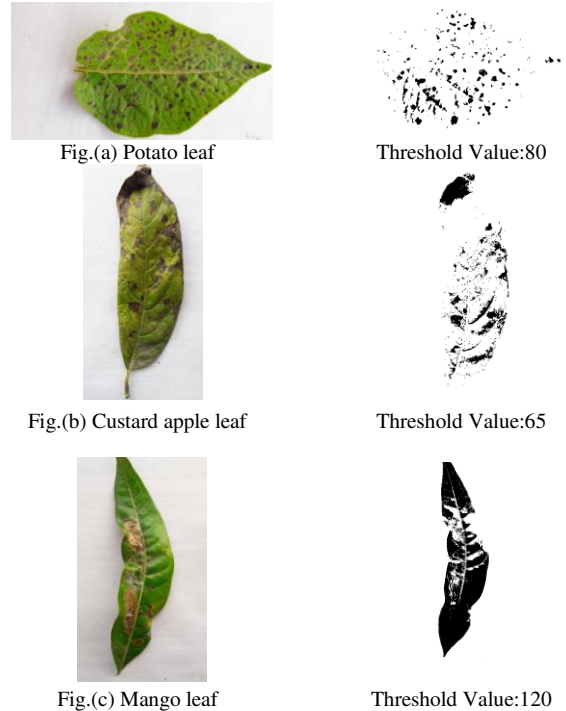 Fig.(a) Potato leaf
Threshold Value:80
Fig.(b) Custard apple leaf
Threshold Value:65
Fig.(c) Mango leaf
Threshold Value:120